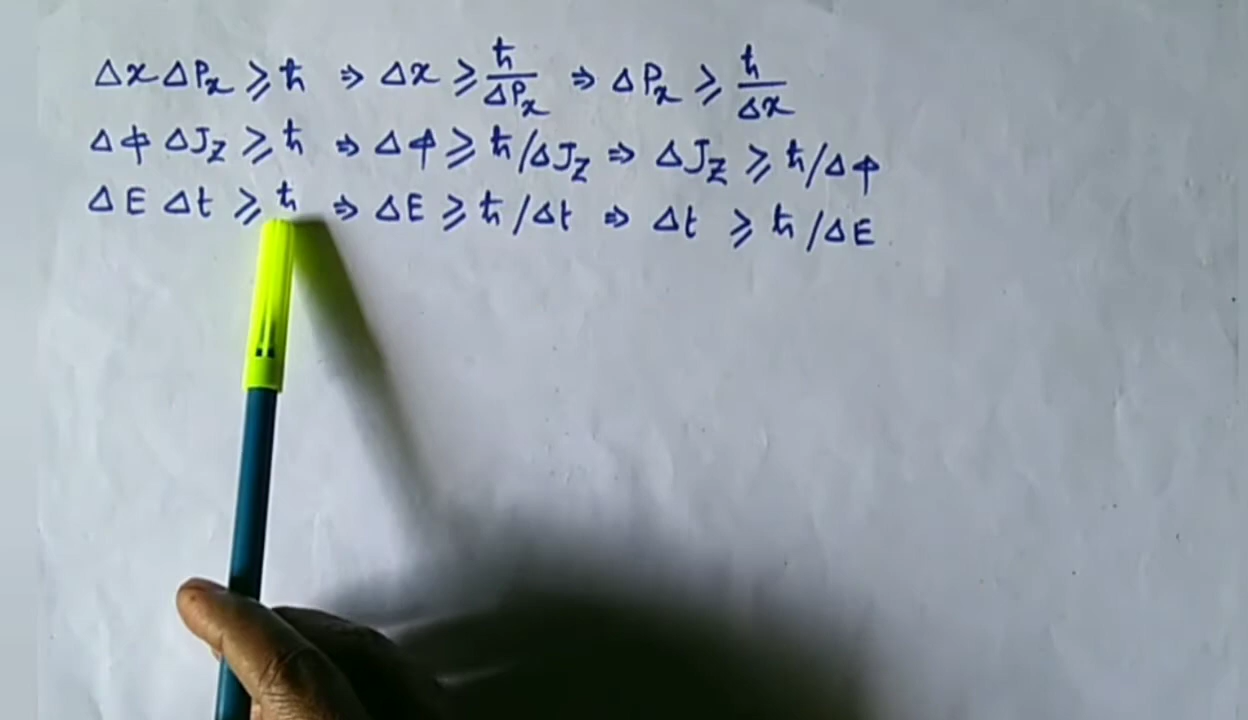 Δx ΔPx ⩾ ħ ⇒ Δx ⩾ ħ/ΔPx ⇒ ΔPx ⩾ ħ/Δx
Δϕ ΔJz ⩾ ħ ⇒ Δϕ ⩾ ħ/ΔJz ⇒ ΔJz ⩾ ħ/Δϕ
ΔE Δt ⩾ ħ ⇒ ΔE ⩾ ħ/Δt ⇒ Δt ⩾ ħ/ΔE